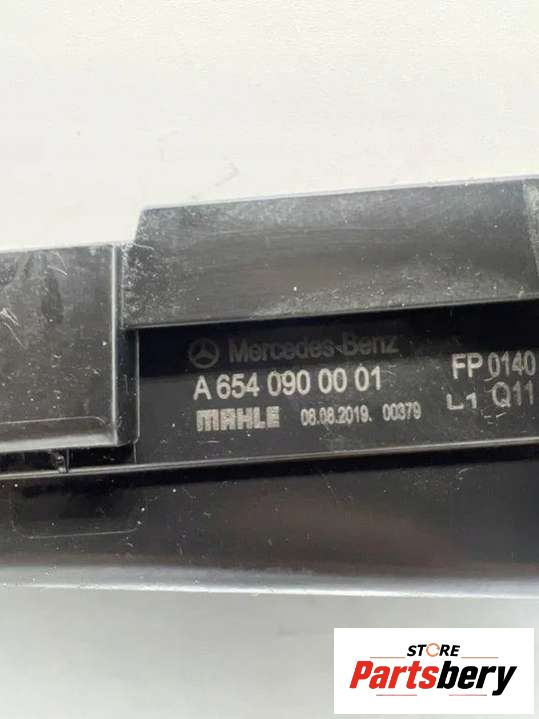 Mercedes-Benz
A 654 090 00 01 FP 0140
MAHLE 08.08.2019. 00379 L1 Q11
STORE
Partsbery